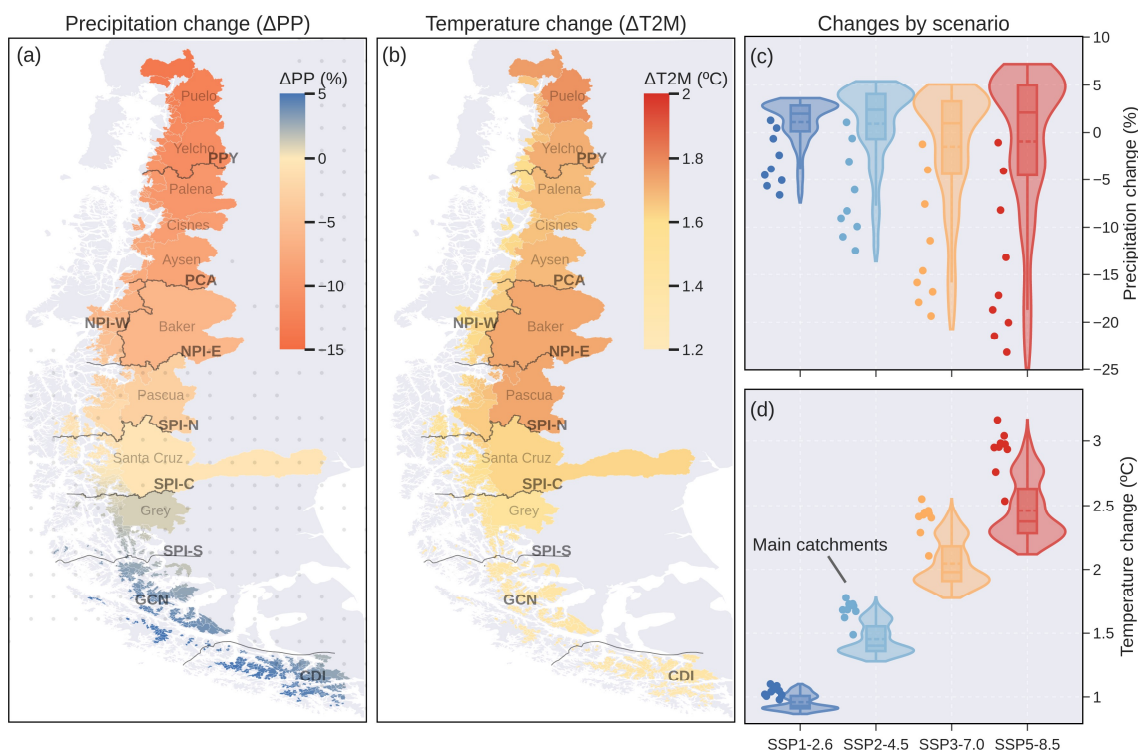 Precipitation change (ΔPP)
Temperature change (ΔT2M)
Changes by scenario
(a)
ΔPP (%)
5
0
−5
−10
−15
Puelo
Yelcho
PPY
Palena
Cisnes
Aysen
PCA
NPI-W
Baker
NPI-E
Pascua
SPI-N
Santa Cruz
SPI-C
Grey
SPI-S
GCN
CDI
(b)
ΔT2M (ºC)
2
1.8
1.6
1.4
1.2
Puelo
Yelcho
PPY
Palena
Cisnes
Aysen
PCA
NPI-W
Baker
NPI-E
Pascua
SPI-N
Santa Cruz
SPI-C
Grey
SPI-S
GCN
CDI
(c)
10
5
0
−5
−10
−15
−20
−25
Precipitation change (%)
(d)
Main catchments
3
2.5
2
1.5
1
Temperature change (ºC)
SSP1-2.6 SSP2-4.5 SSP3-7.0 SSP5-8.5